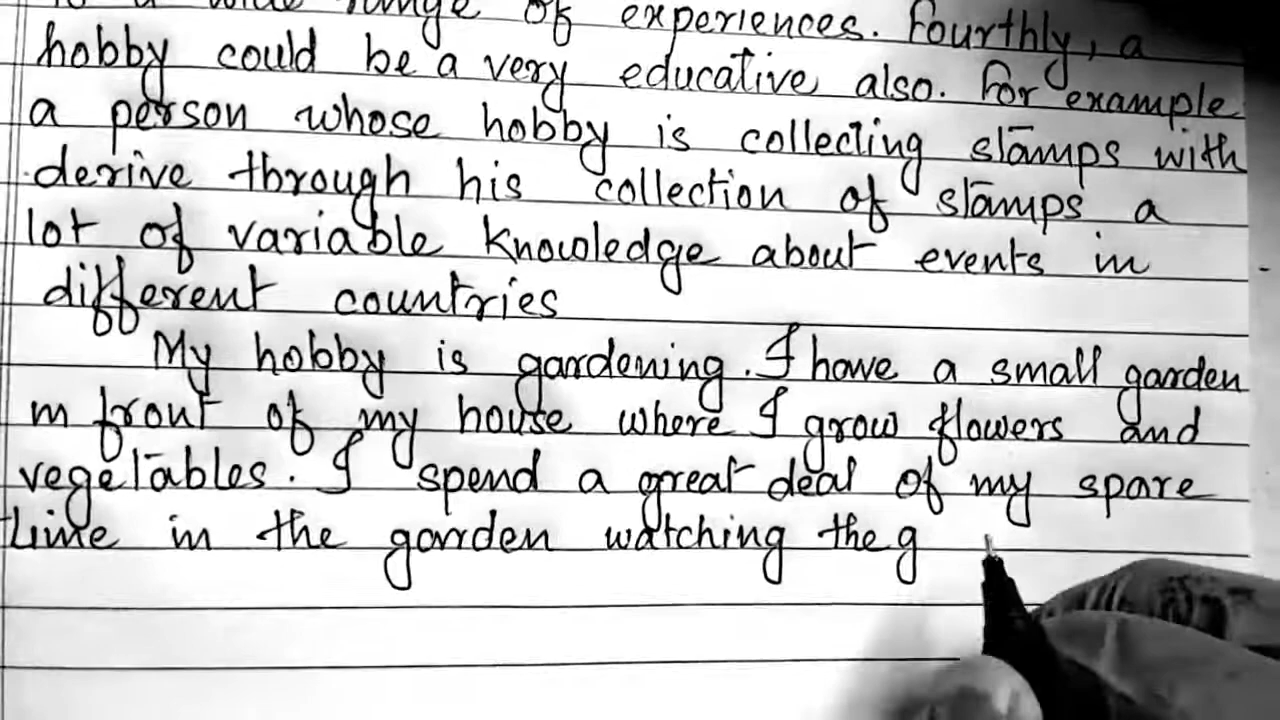 to a wide range of experiences. Fourthly, a
hobby could be a very educative also. For example
a person whose hobby is collecting stamps with
derive through his collection of stamps a
lot of variable knowledge about events in
different countries
My hobby is gardening. I have a small garden
in front of my house where I grow flowers and
vegetables. I spend a great deal of my spare
time in the garden watching the g